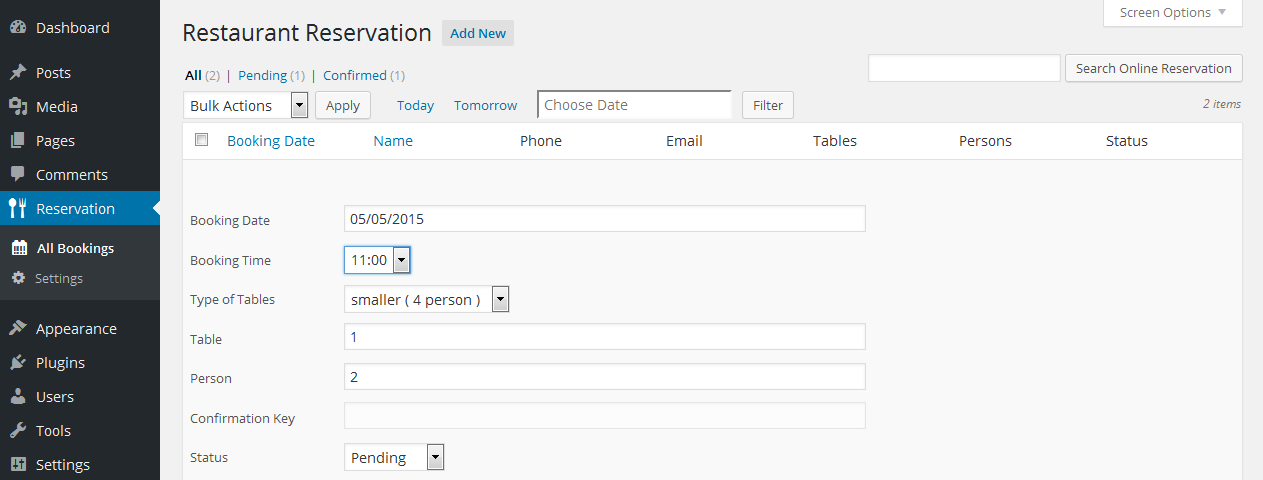 Dashboard
Posts
Media
Pages
Comments
Reservation
All Bookings
Settings
Appearance
Plugins
Users
Tools
Settings
Screen Options
Restaurant Reservation Add New
All (2) | Pending (1) | Confirmed (1)
Search Online Reservation
Bulk Actions Apply Today Tomorrow Choose Date Filter 2 items
Booking Date Name Phone Email Tables Persons Status
Booking Date 05/05/2015
Booking Time 11:00
Type of Tables smaller ( 4 person )
Table 1
Person 2
Confirmation Key
Status Pending